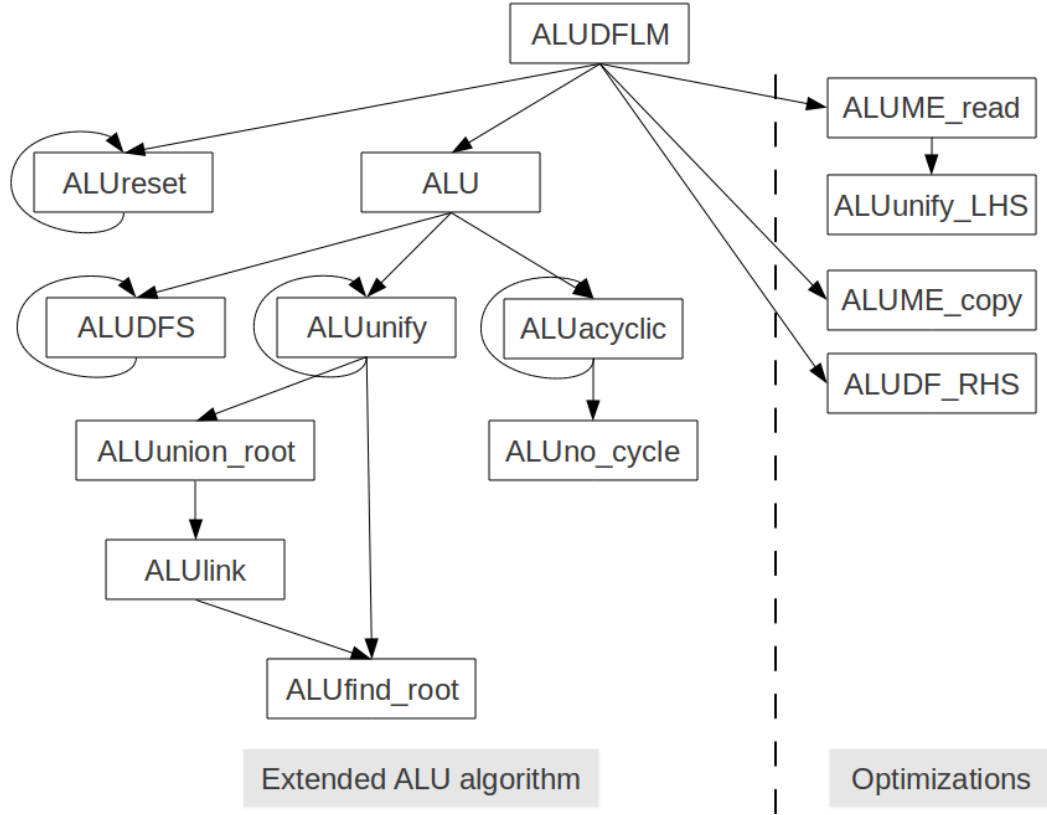 ALUDFLM
ALUME_read
ALUreset
ALU
ALUunify_LHS
ALUDFS
ALUunify
ALUacyclic
ALUME_copy
ALUDF_RHS
ALUunion_root
ALUno_cycle
ALUlink
ALUfind_root
Extended ALU algorithm
Optimizations